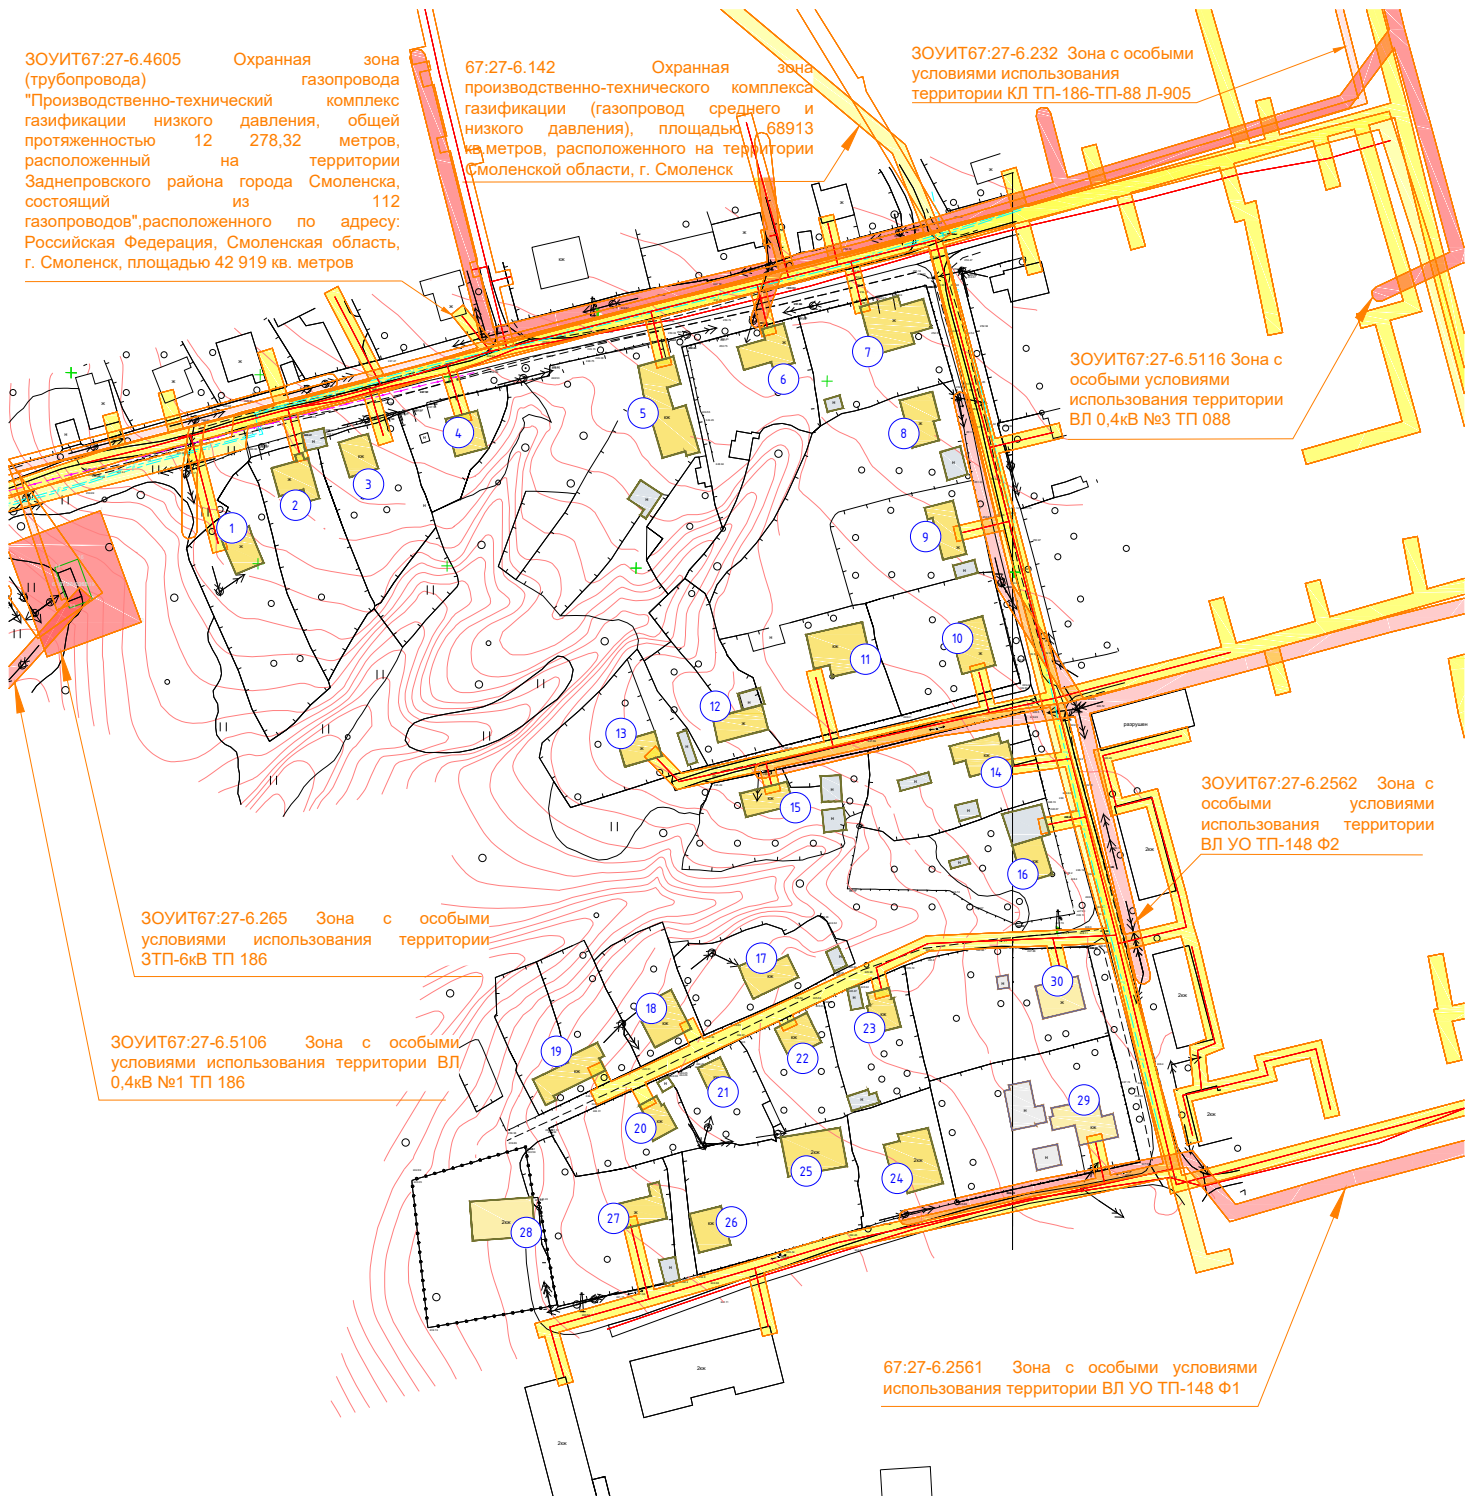 ЗОУИТ67:27-6.4605 Охранная зона
(трубопровода) газопровода
"Производственно-технический комплекс
газификации низкого давления, общей
протяженностью 12 278,32 метров,
расположенный на территории
Заднепровского района города Смоленска,
состоящий из 112
газопроводов",расположенного по адресу:
Российская Федерация, Смоленская область,
г. Смоленск, площадью 42 919 кв. метров
67:27-6.142 Охранная зона
производственно-технического комплекса
газификации (газопровод среднего и
низкого давления), площадью 68913
кв.метров, расположенного на территории
Смоленской области, г. Смоленск
ЗОУИТ67:27-6.232 Зона с особыми
условиями использования
территории КЛ ТП-186-ТП-88 Л-905
ЗОУИТ67:27-6.5116 Зона с
особыми условиями
использования территории
ВЛ 0,4кВ №3 ТП 088
1
2
3
4
5
6
7
8
9
10
11
12
13
14
15
16
разрушен
ЗОУИТ67:27-6.2562 Зона с
особыми условиями
использования территории
ВЛ УО ТП-148 Ф2
ЗОУИТ67:27-6.265 Зона с особыми
условиями использования территории
ЗТП-6кВ ТП 186
ЗОУИТ67:27-6.5106 Зона с особыми
условиями использования территории ВЛ
0,4кВ №1 ТП 186
17
18
19
20
21
22
23
24
25
26
27
28
29
30
67:27-6.2561 Зона с особыми условиями
использования территории ВЛ УО ТП-148 Ф1